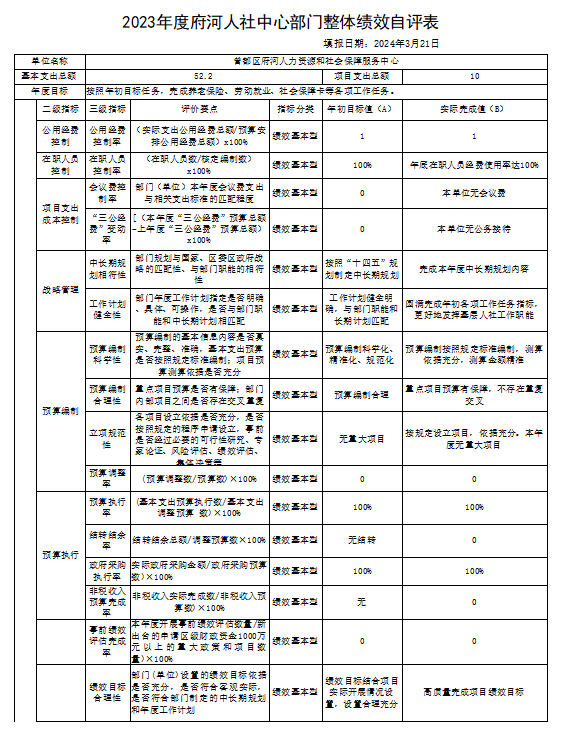 2023年度府河人社中心部门整体绩效自评表
填报日期：2024年3月21日
单位名称 曾都区府河人力资源和社会保障服务中心
基本支出总额 52.2 项目支出总额 10
年度目标 按照年初目标任务，完成养老保险、劳动就业、社会保障卡等各项工作任务。
二级指标 三级指标 评价要点 指标分类 年初目标值（A） 实际完成值（B）
公用经费控制 公用经费控制率 （实际支出公用经费总额/预算安排公用经费总额）x100% 绩效基本型 1 1
在职人员控制 在职人员控制率 （在职人员数/核定编制数）x100% 绩效基本型 100% 年底在职人员经费使用率达100%
项目支出成本控制 会议费控制率 部门（单位）本年度会议费支出与相关支出标准的匹配程度 绩效基本型 0 本单位无会议费
“三公经费”变动率 [（本年度“三公经费”预算总额-上年度“三公经费”预算总额）x100% 绩效基本型 0 本单位无公务接待
战略管理 中长期规划相符性 部门规划与国家、区委区政府战略的匹配性、与部门职能的相符性 绩效基本型 按照“十四五”规划制定中长期规划 完成本年度中长期规划内容
工作计划健全性 部门年度工作计划指定是否明确、具体、可操作，是否与部门职能和中长期计划相匹配 绩效基本型 工作计划健全明确，与部门职能和长期计划匹配 圆满完成年初各项工作任务指标，更好地发挥基层人社工作职能
预算编制 预算编制科学性 预算编制的基本信息内容是否真实、完整、准确，基本支出预算是否按照规定标准编制；项目预算测算依据是否充分 绩效基本型 预算编制科学化、精准化、规范化 预算编制按照规定标准编制，测算依据充分，测算金额精准
预算编制合理性 重点项目预算是否有保障；部门内部项目之间是否存在交叉重复 绩效基本型 预算编制合理 重点项目预算有保障，不存在重复交叉
立项规范性 各项目设立依据是否充分，是否按照规定的程序申请设立，事前是否经过必要的可行性研究、专家论证、风险评估、绩效评估、集体决策等 绩效基本型 无重大项目 按规定设立项目，依据充分。本年度无重大项目
预算调整率 (预算调整数/预算数)×100% 绩效基本型 0 0
预算执行 预算执行率 (基本支出预算执行数/基本支出调整预算 数)×100% 绩效基本型 100% 100%
结转结余率 结转结余总额/调整预算数×100% 绩效基本型 无结转 0
政府采购执行率 实际政府采购金额/政府采购预算数)×100% 绩效基本型 100% 100%
非税收入预算完成率 非税收入实际完成数/非税收入预算数)×100% 绩效基本型 无 0
事前绩效评估完成率 本年度开展事前绩效评估数量/新出台的申请区级财政资金1000万元以上的重大政策和项目数量)×100% 绩效基本型 0 0
绩效目标合理性 部门(单位)设置的绩效目标依据是否充分，是否符合客观实际，是否符合部门制定的中长期规划和年度工作计划 绩效基本型 绩效目标结合项目实际开展情况设置，设置合理充分 高质量完成项目绩效目标